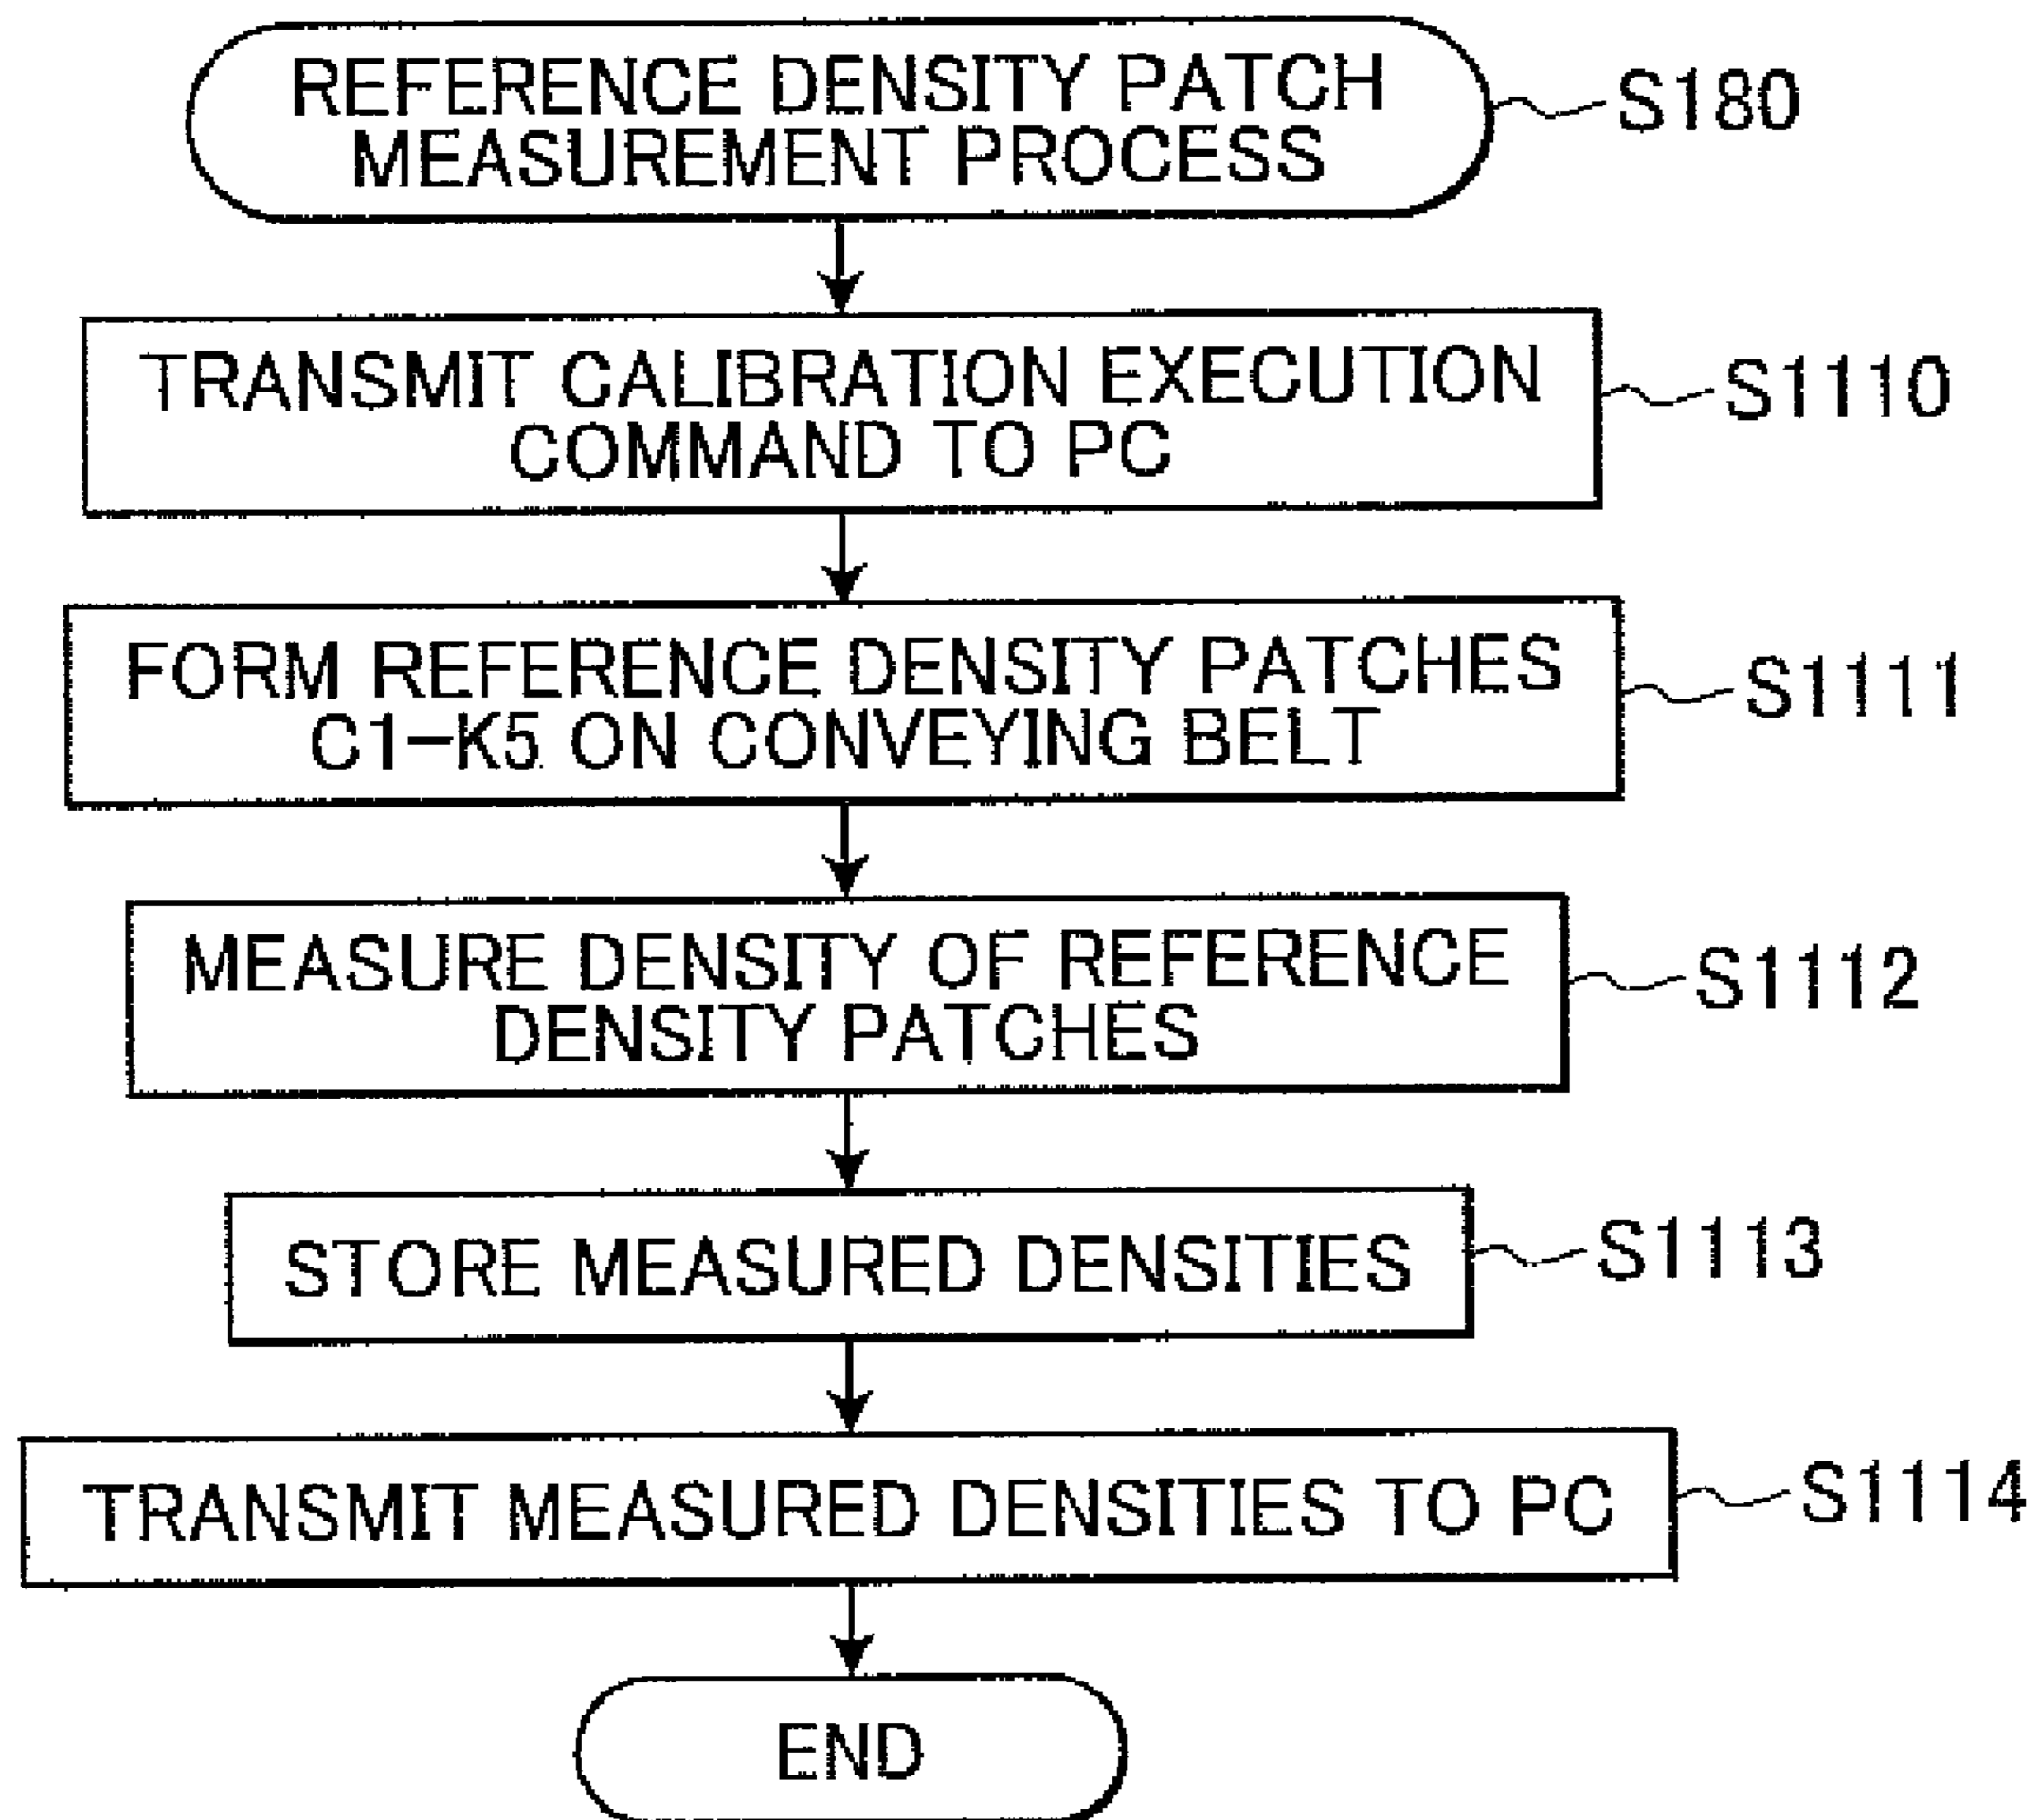 REFERENCE DENSITY PATCH
MEASUREMENT PROCESS
S180
TRANSMIT CALIBRATION EXECUTION
COMMAND TO PC
S1110
FORM REFERENCE DENSITY PATCHES
C1-K5 ON CONVEYING BELT
S1111
MEASURE DENSITY OF REFERENCE
DENSITY PATCHES
S1112
STORE MEASURED DENSITIES
S1113
TRANSMIT MEASURED DENSITIES TO PC
S1114
END